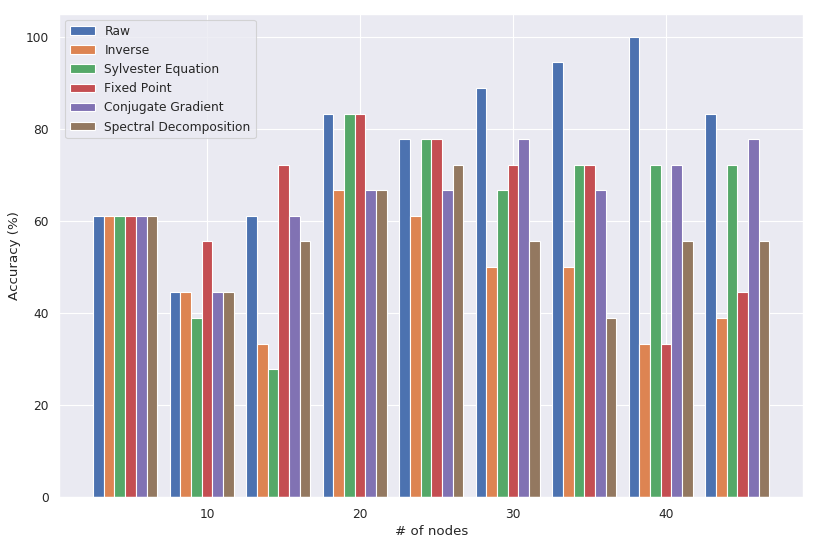 Raw
Inverse
Sylvester Equation
Fixed Point
Conjugate Gradient
Spectral Decomposition
Accuracy (%)
100
80
60
40
20
0
10 20 30 40
# of nodes